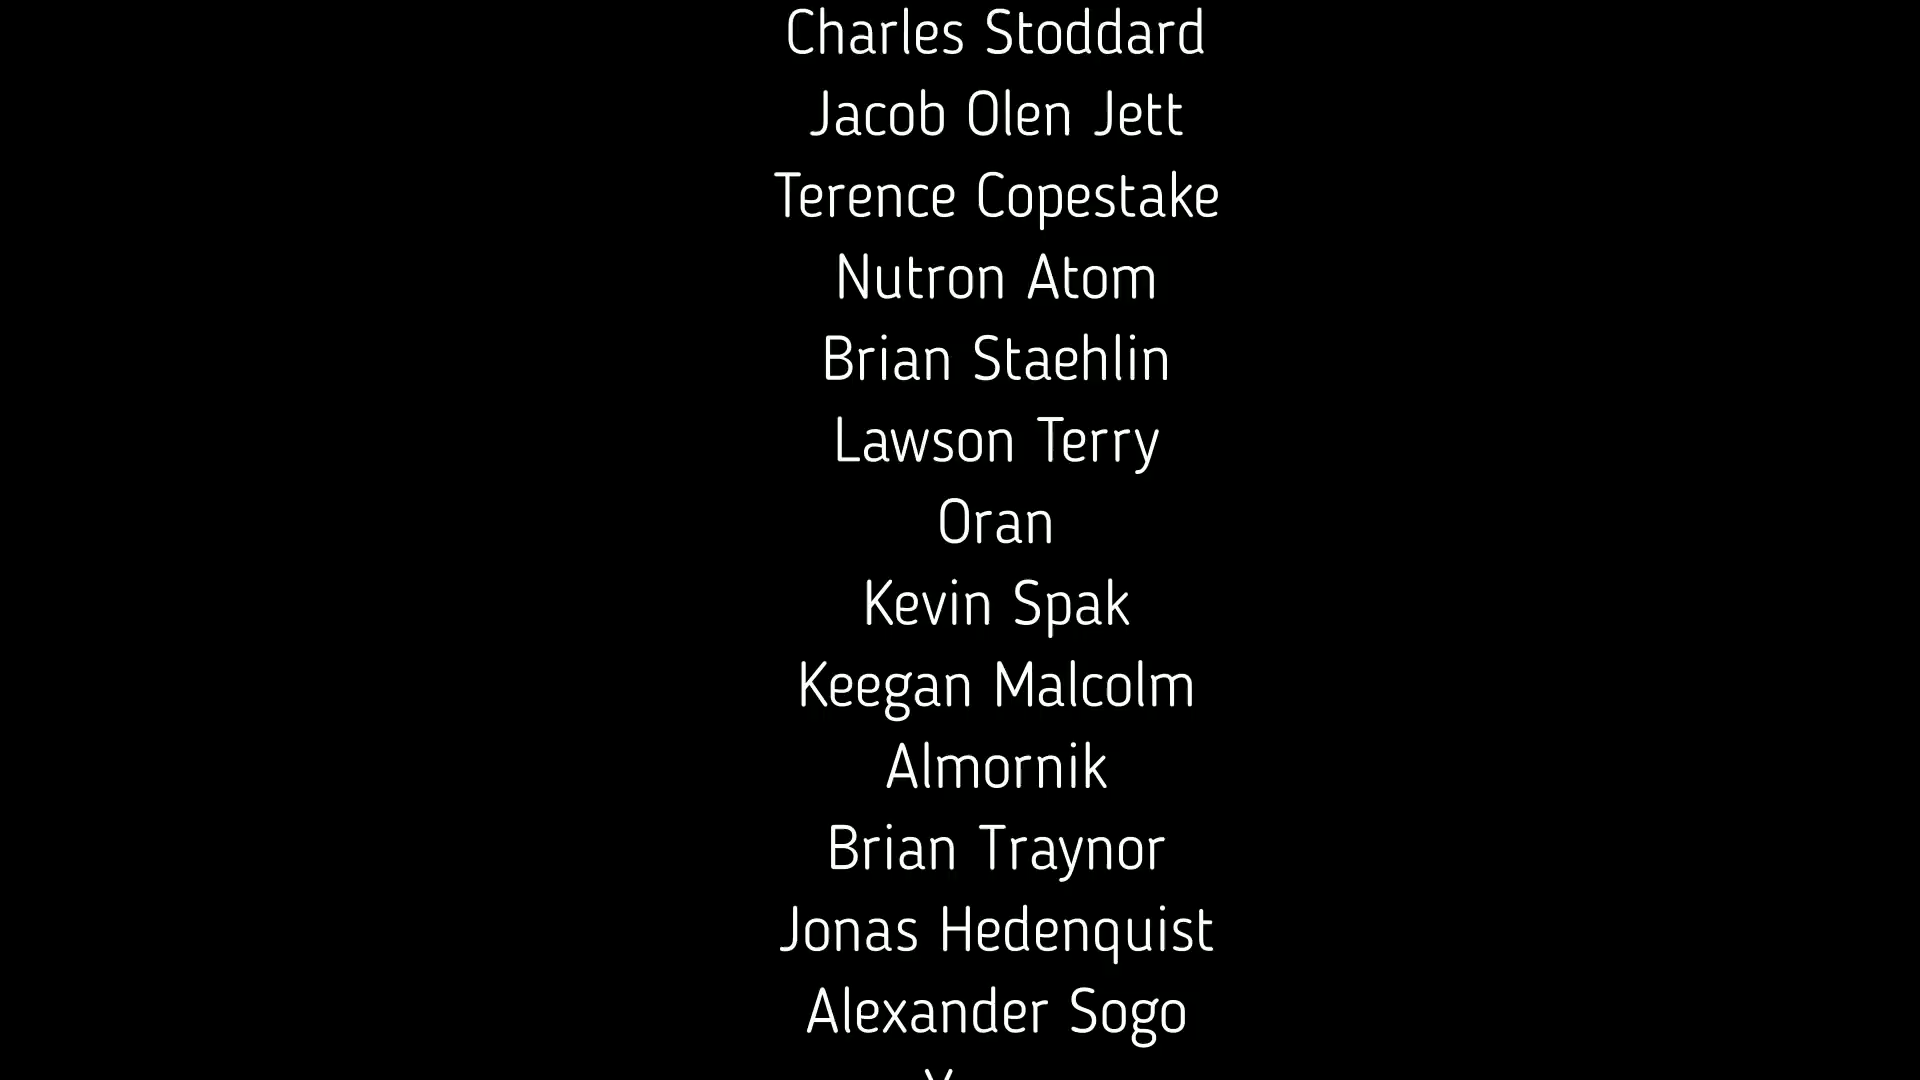 Charles Stoddard
Jacob Olen Jett
Terence Copestake
Nutron Atom
Brian Staehlin
Lawson Terry
Oran
Kevin Spak
Keegan Malcolm
Almornik
Brian Traynor
Jonas Hedenquist
Alexander Sogo